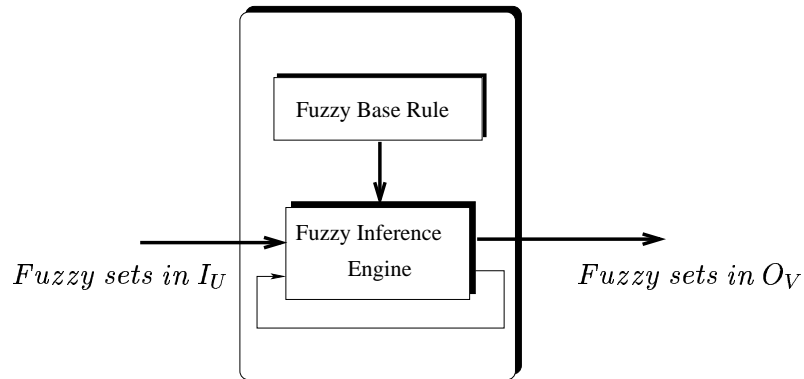 Fuzzy Base Rule
Fuzzy Inference
Engine
Fuzzy sets in I_U
Fuzzy sets in O_V